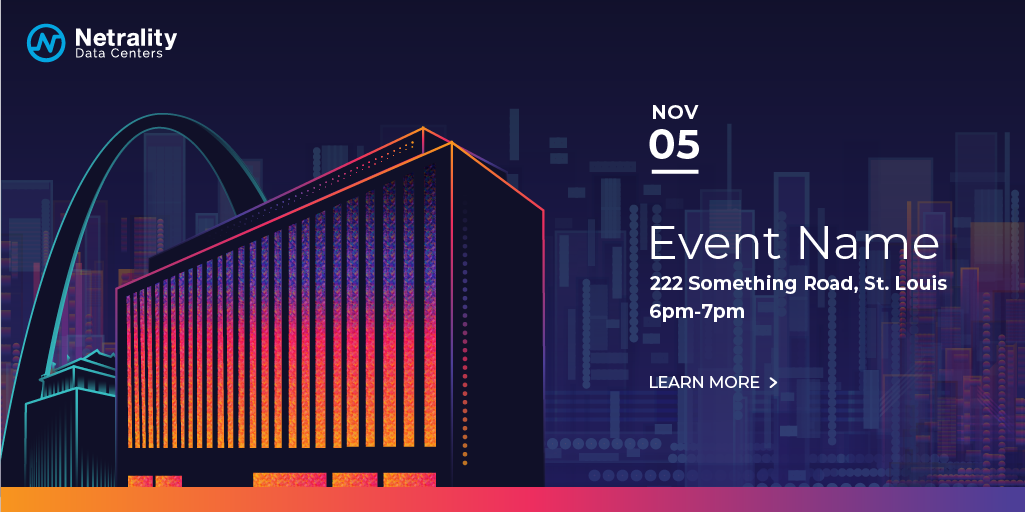 Netrality
Data Centers
NOV
05
Event Name
222 Something Road, St. Louis
6pm-7pm
LEARN MORE >